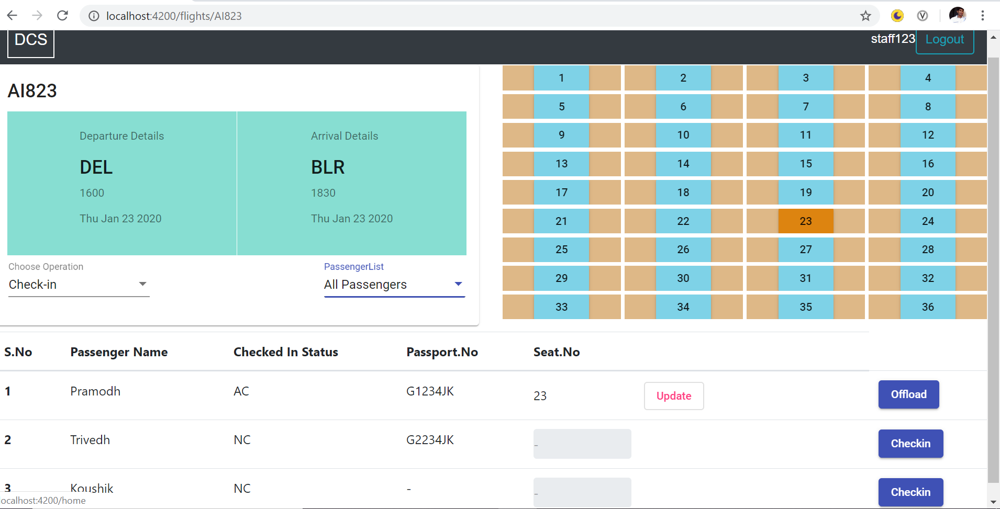 localhost:4200/flights/AI823
DCS
staff123 Logout
AI823
Departure Details
DEL
1600
Thu Jan 23 2020
Arrival Details
BLR
1830
Thu Jan 23 2020
Choose Operation
Check-in
PassengerList
All Passengers
1 2 3 4
5 6 7 8
9 10 11 12
13 14 15 16
17 18 19 20
21 22 23 24
25 26 27 28
29 30 31 32
33 34 35 36
S.No Passenger Name Checked In Status Passport.No Seat.No
1 Pramodh AC G1234JK 23 Update Offload
2 Trivedh NC G2234JK - Checkin
3 Koushik NC - - Checkin
localhost:4200/home